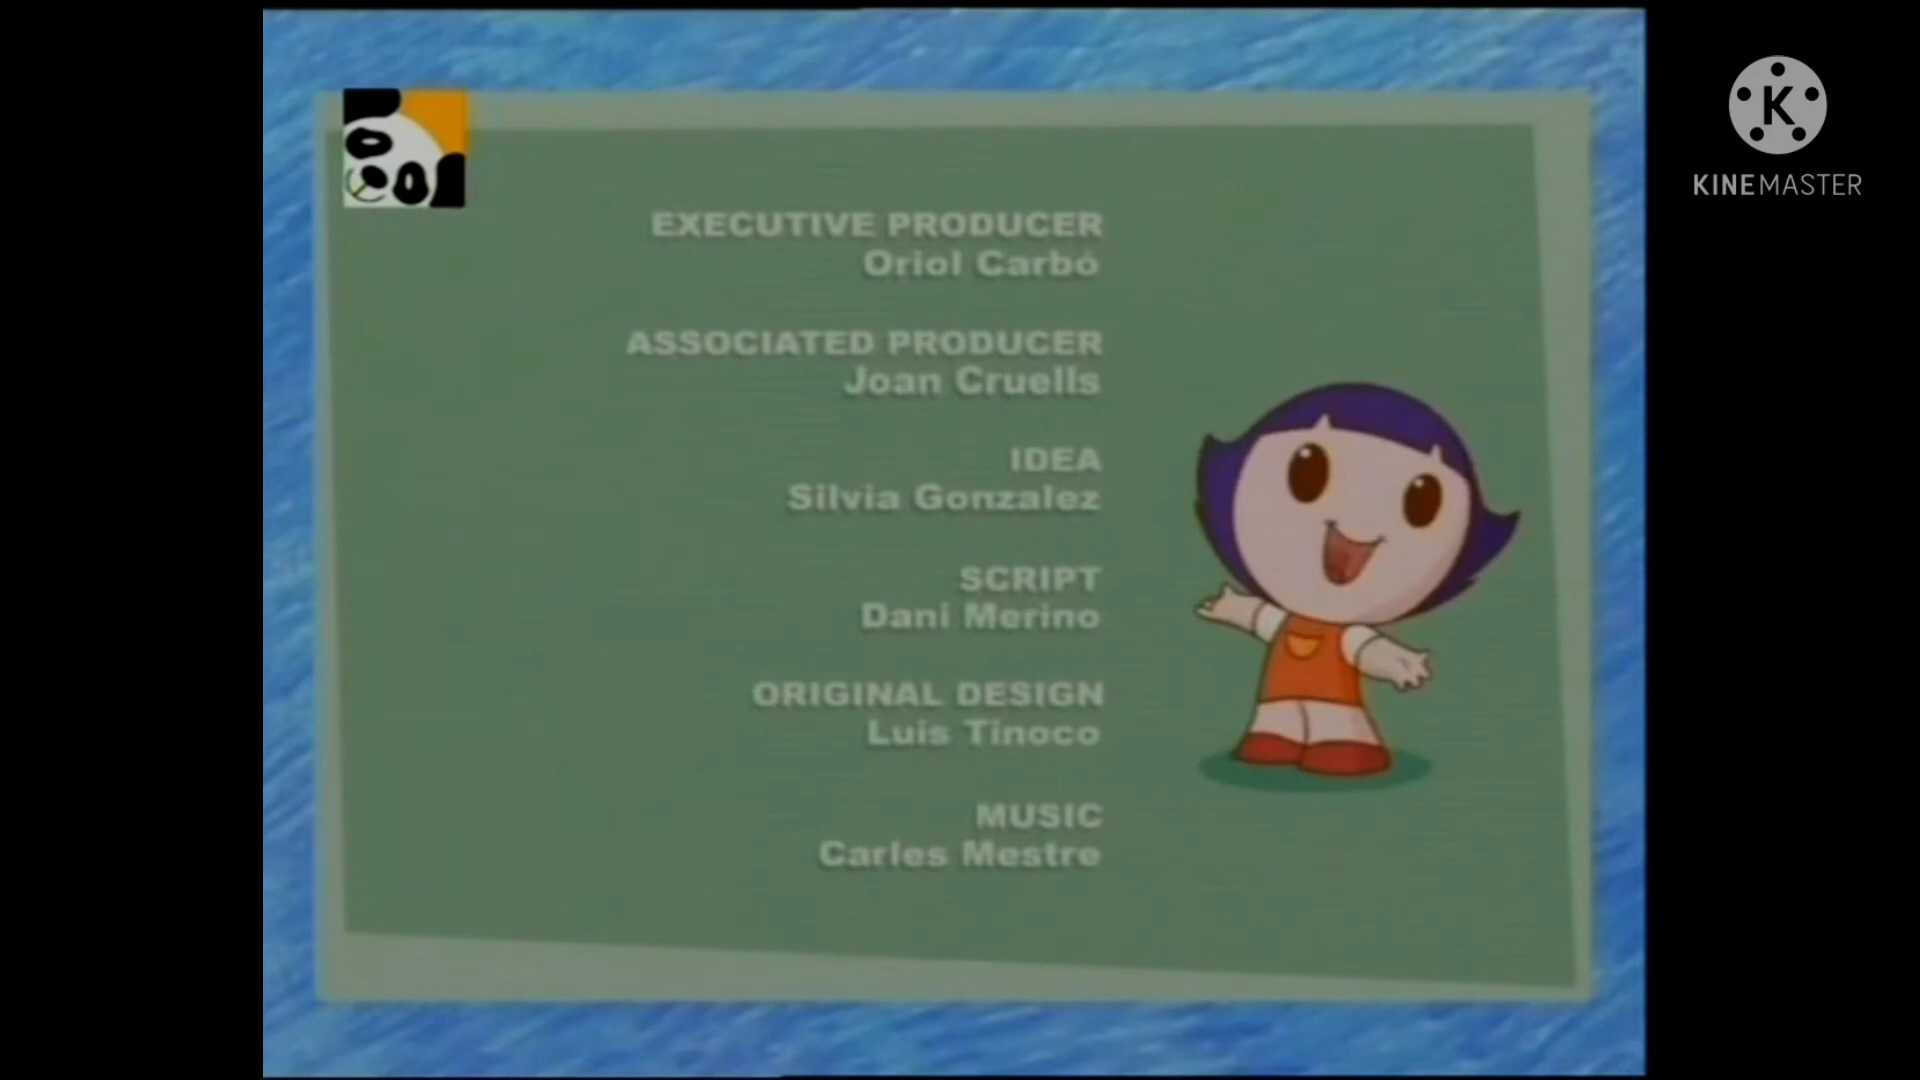 EXECUTIVE PRODUCER
Oriol Carbó
ASSOCIATED PRODUCER
Joan Cruells
IDEA
Silvia Gonzalez
SCRIPT
Dani Merino
ORIGINAL DESIGN
Luis Tinoco
MUSIC
Carles Mestre
K
KINEMASTER